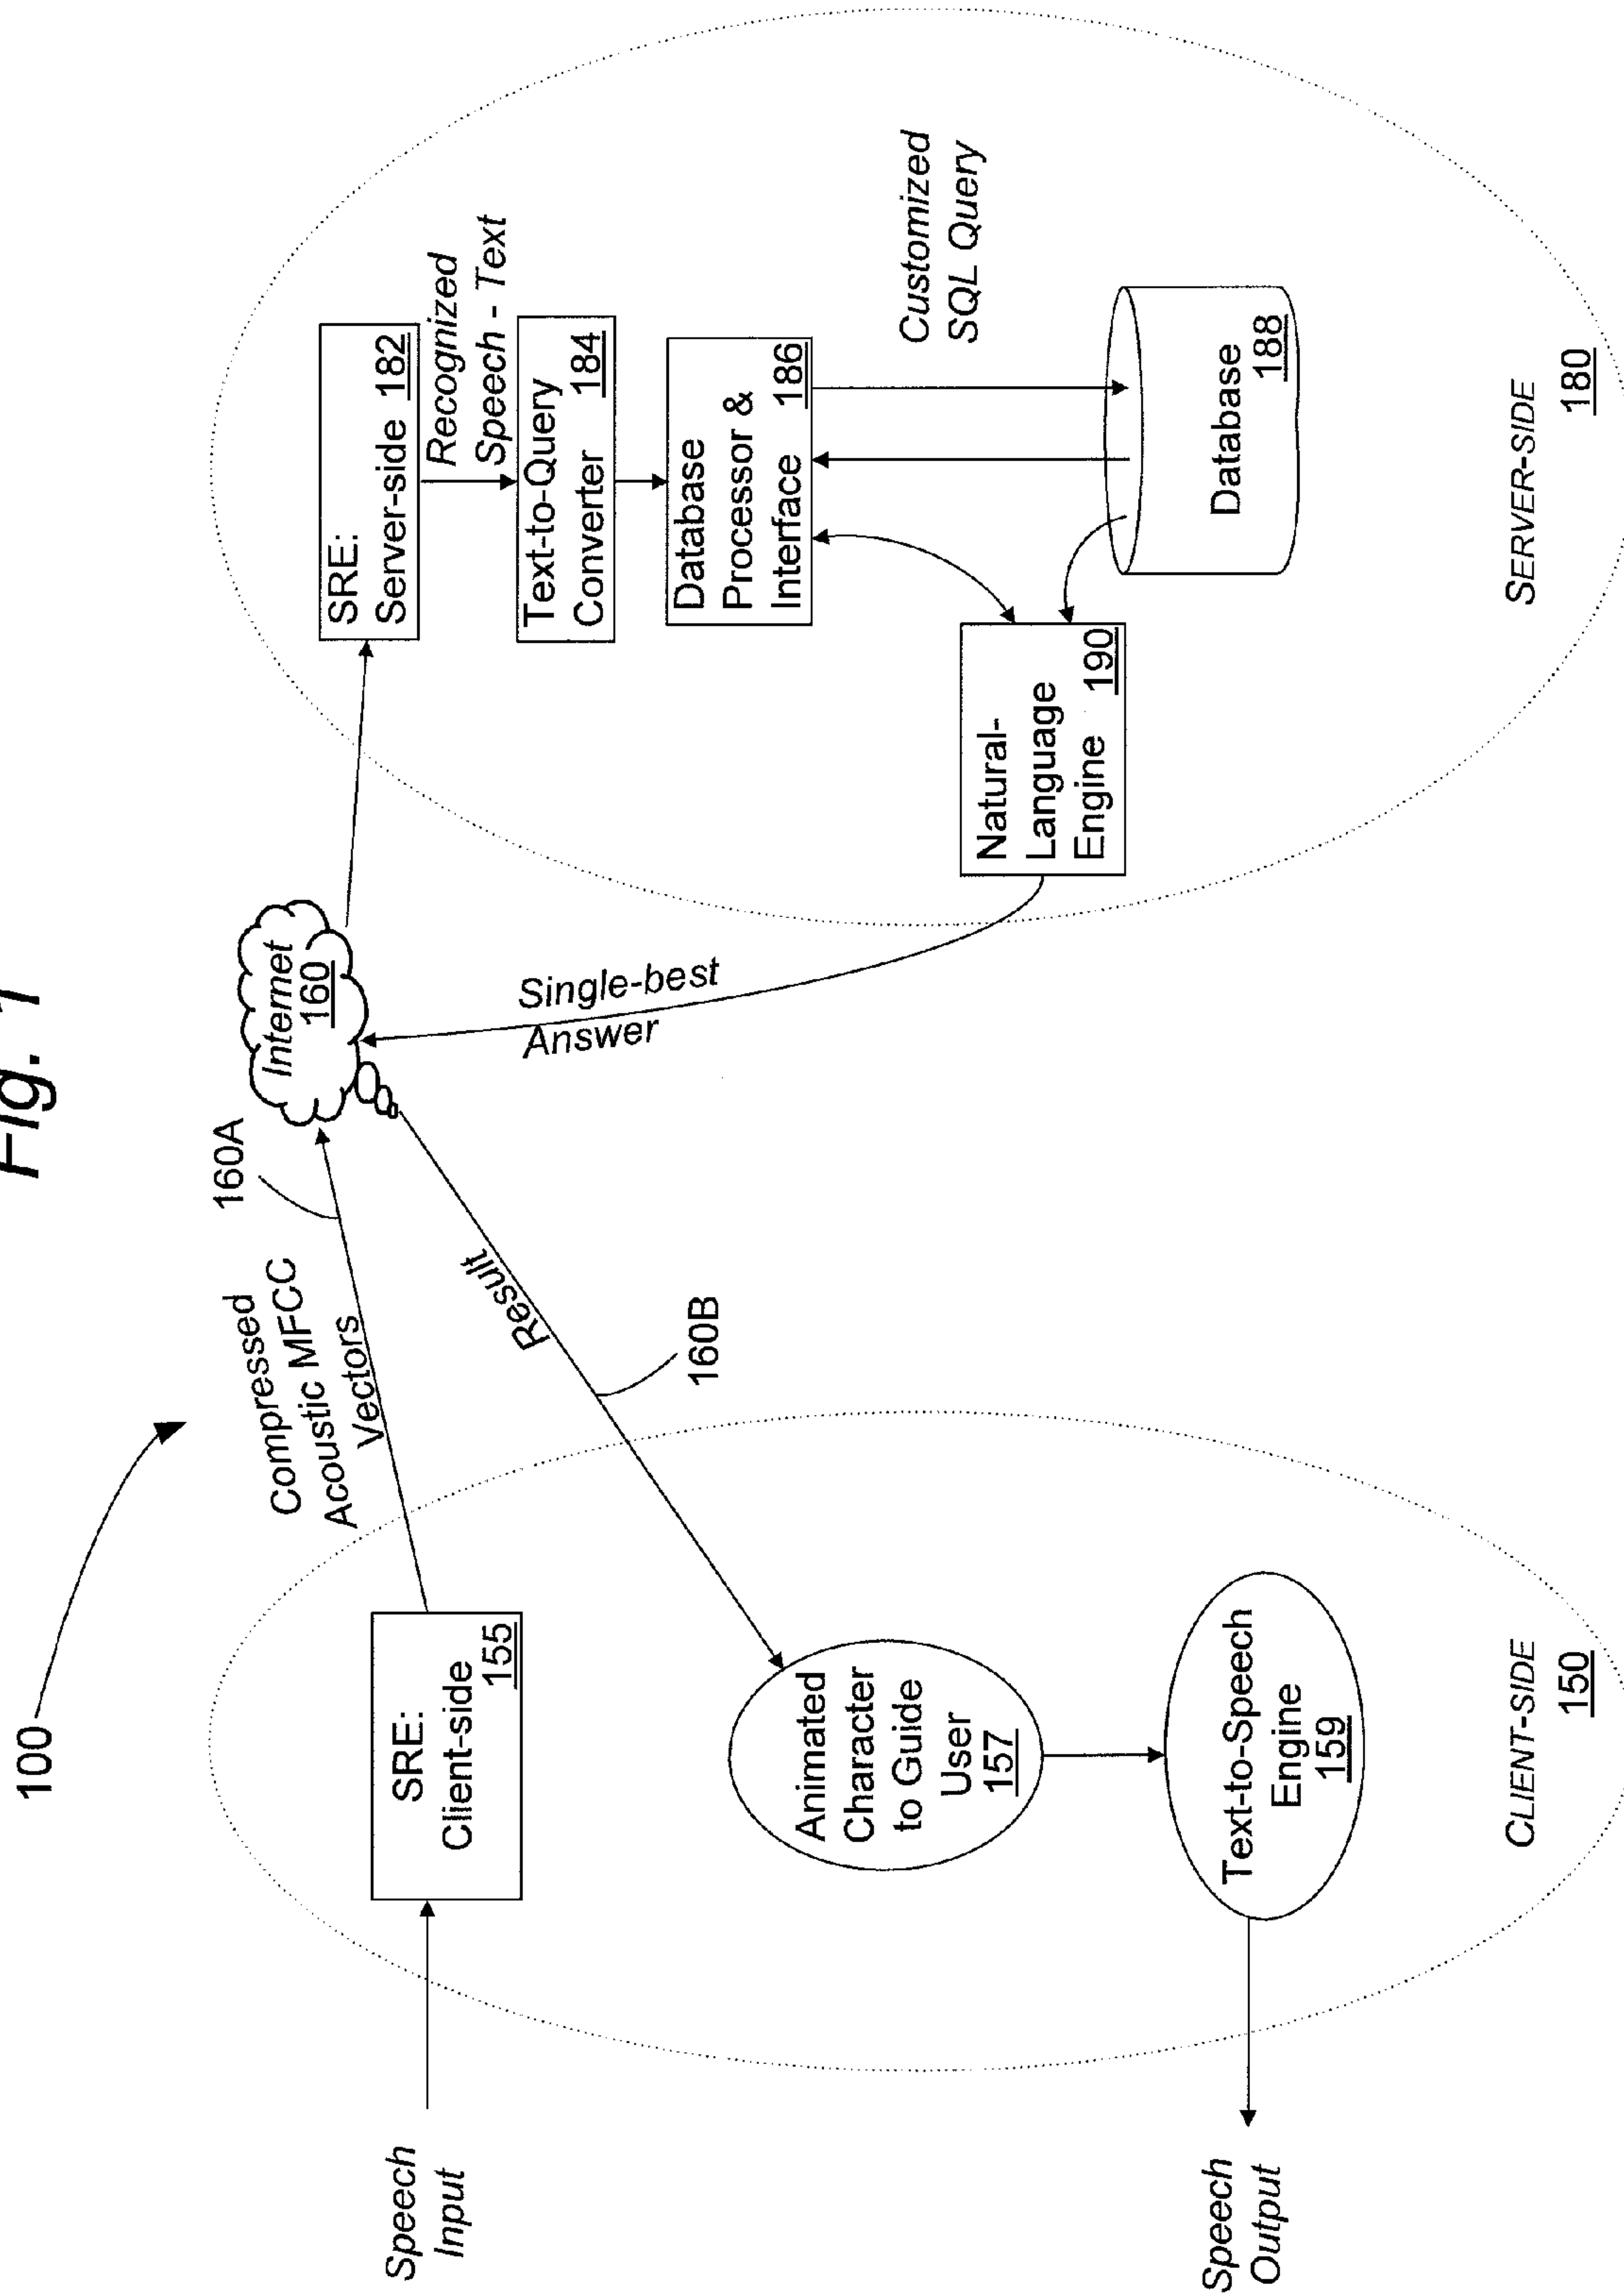 Fig. 1
100
Speech
Input
SRE:
Client-side
155
Compressed
Acoustic MFCC
Vectors
160A
Internet
160
SRE:
Server-side 182
Recognized
Speech - Text
Text-to-Query
Converter 184
Database
Processor &
Interface 186
Customized
SQL Query
Database
188
Natural-
Language
Engine 190
Single-best
Answer
Result
160B
Animated
Character
to Guide
User
157
Text-to-Speech
Engine
159
Speech
Output
CLIENT-SIDE
150
SERVER-SIDE
180